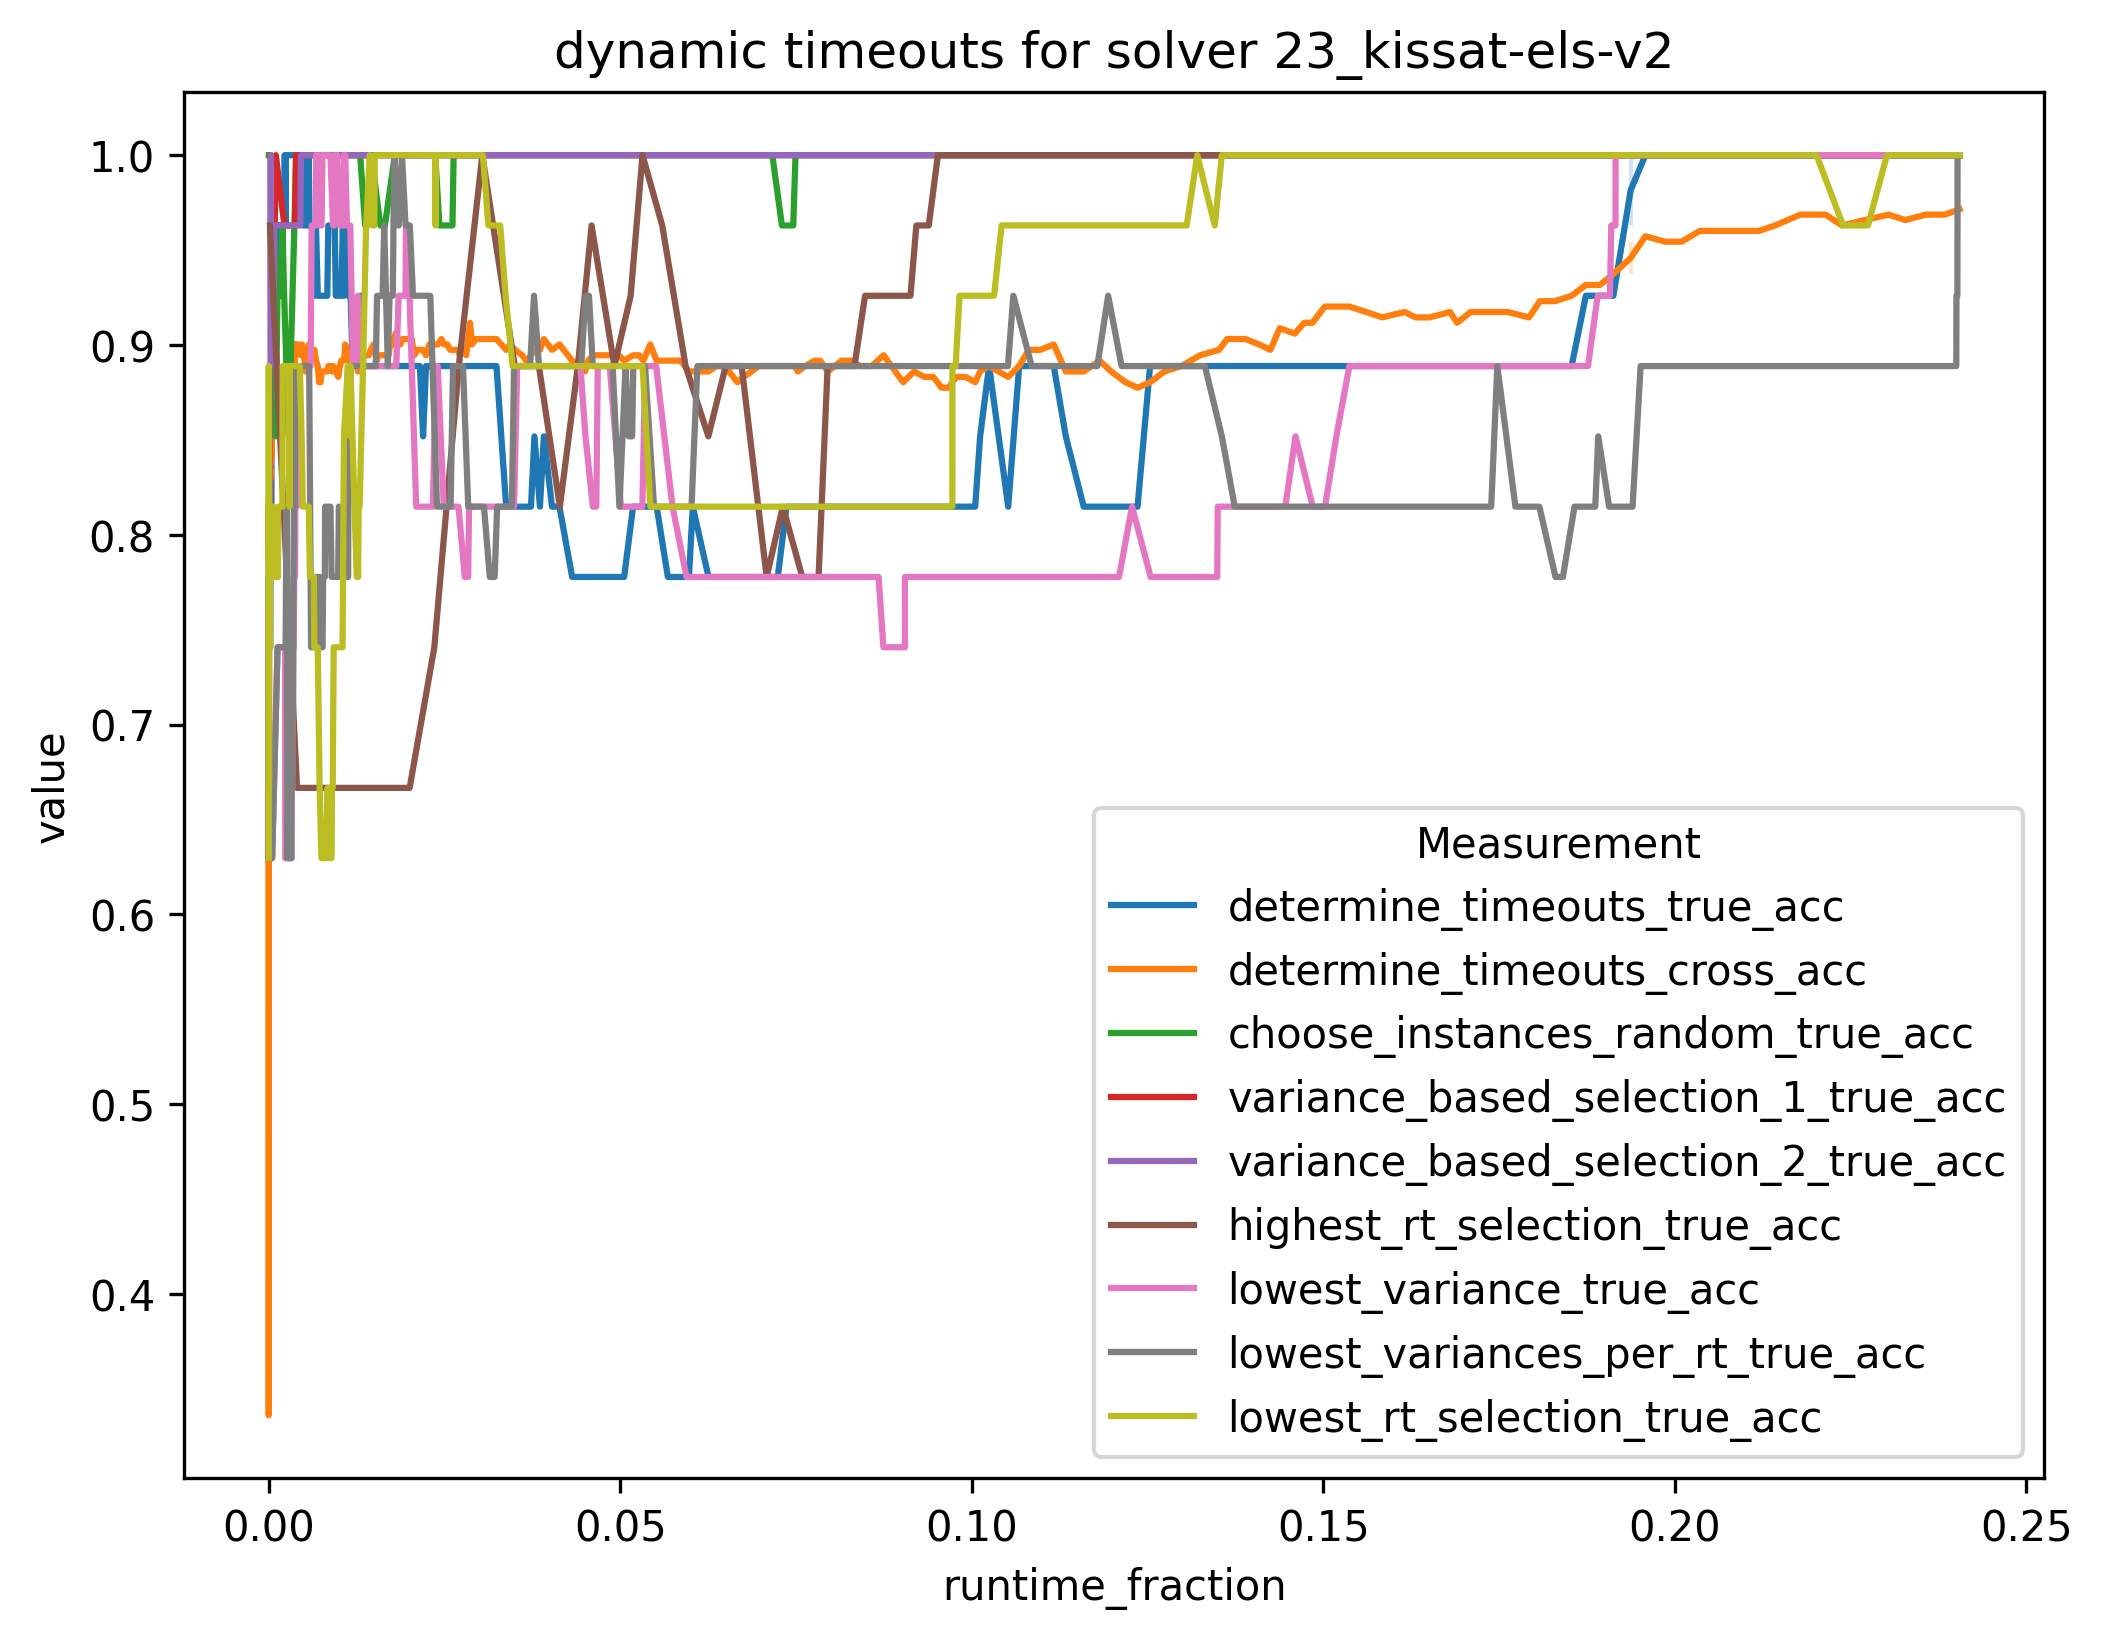 dynamic timeouts for solver 23_kissat-els-v2
1.0
0.9
0.8
0.7
0.6
0.5
0.4
value
Measurement
determine_timeouts_true_acc
determine_timeouts_cross_acc
choose_instances_random_true_acc
variance_based_selection_1_true_acc
variance_based_selection_2_true_acc
highest_rt_selection_true_acc
lowest_variance_true_acc
lowest_variances_per_rt_true_acc
lowest_rt_selection_true_acc
0.00 0.05 0.10 0.15 0.20 0.25
runtime_fraction